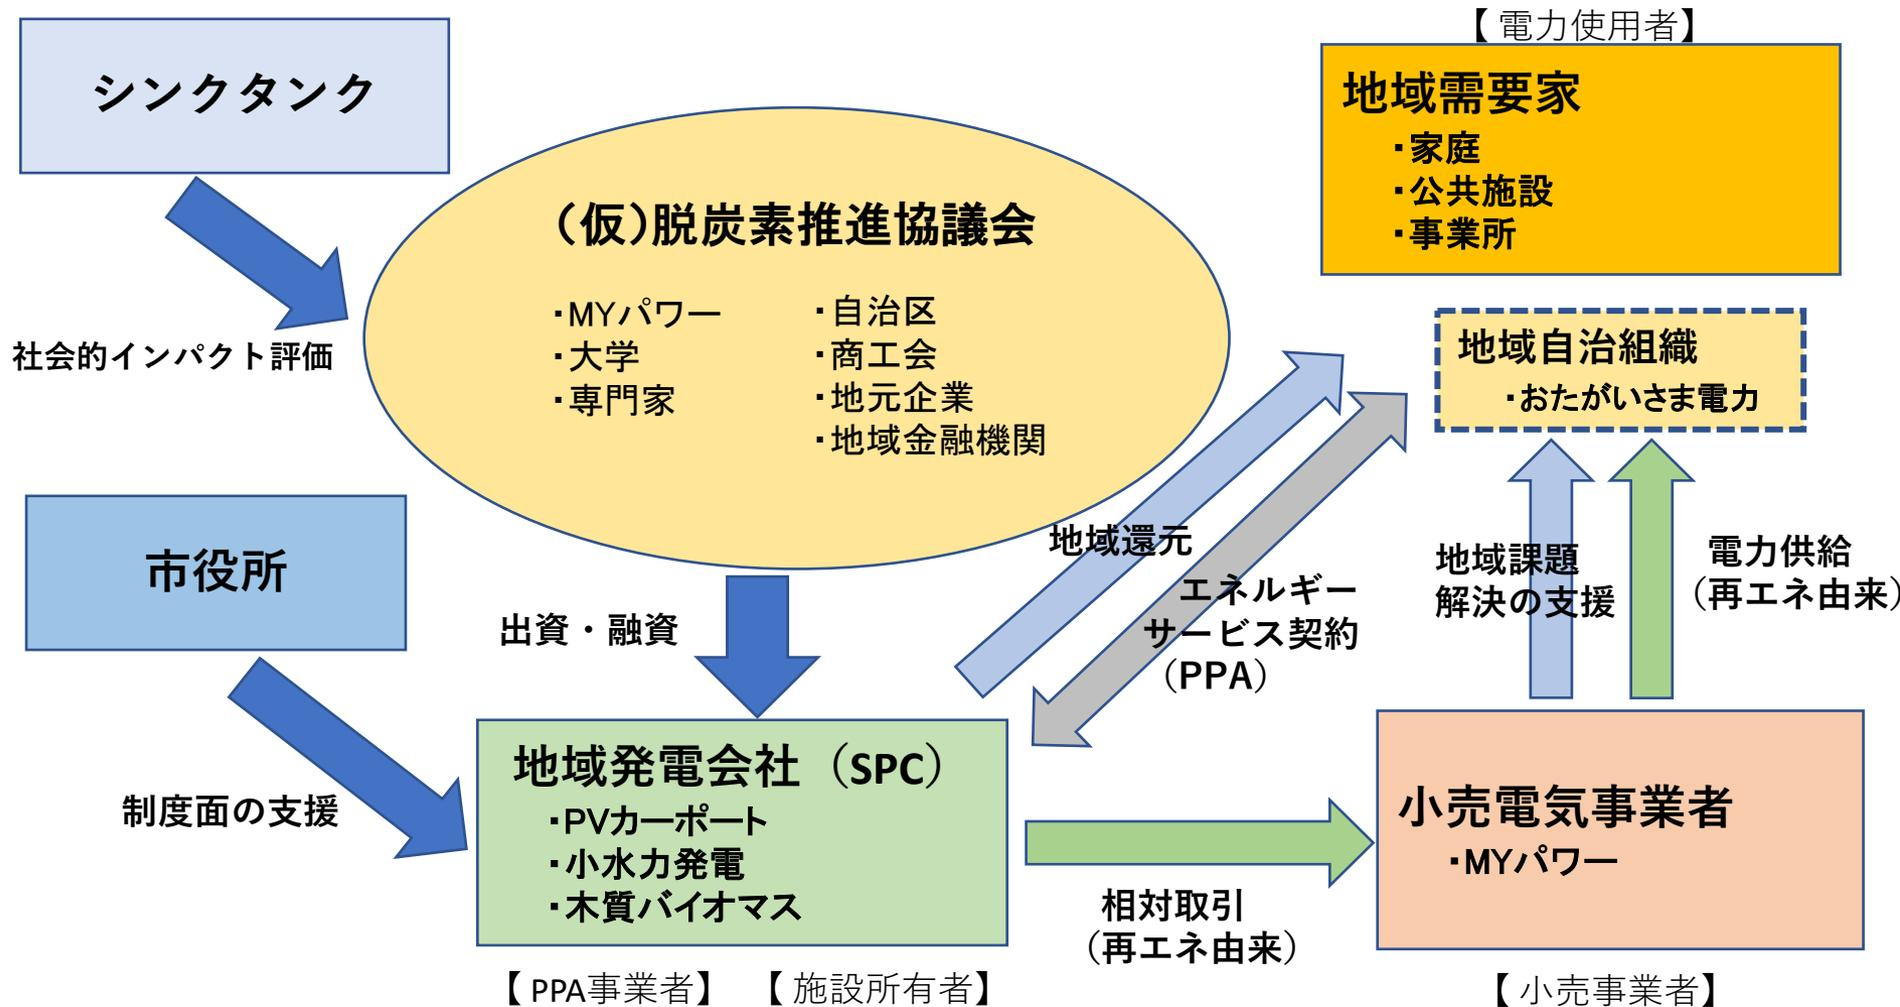 シンクタンク
社会的インパクト評価
（仮）脱炭素推進協議会
・MYパワー
・大学
・専門家
・自治区
・商工会
・地元企業
・地域金融機関
【 電力使用者】
地域需要家
・家庭
・公共施設
・事業所
地域自治組織
・おたがいさま電力
市役所
制度面の支援
出資・融資
地域還元
エネルギー
サービス契約
（PPA）
地域課題
解決の支援
電力供給
（再エネ由来）
地域発電会社（SPC）
・PVカーポート
・小水力発電
・木質バイオマス
【 PPA事業者】 【 施設所有者】
相対取引
（再エネ由来）
小売電気事業者
・MYパワー
【 小売事業者】